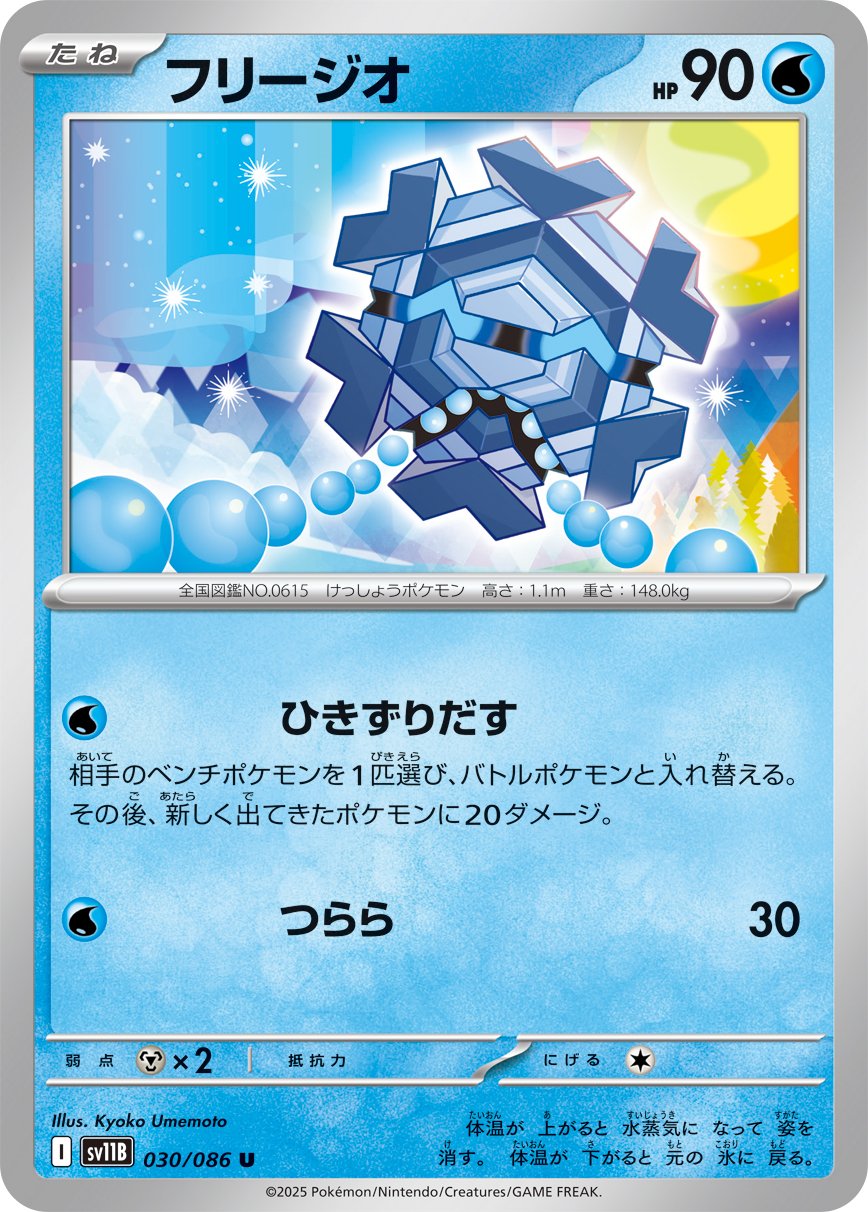 たね
フリージオ
HP 90
全国図鑑NO.0615 けっしょうポケモン 高さ:1.1m 重さ:148.0kg
ひきずりだす
相手のベンチポケモンを1匹選び、バトルポケモンと入れ替える。
その後、新しく出てきたポケモンに20ダメージ。
つらら 30
弱点 ×2 抵抗力 にげる
Illus. Kyoko Umemoto
体温が 上がると 水蒸気に なって 姿を
消す。 体温が 下がると 元の 氷に 戻る。
I sv11B 030/086 U
©2025 Pokémon/Nintendo/Creatures/GAME FREAK.